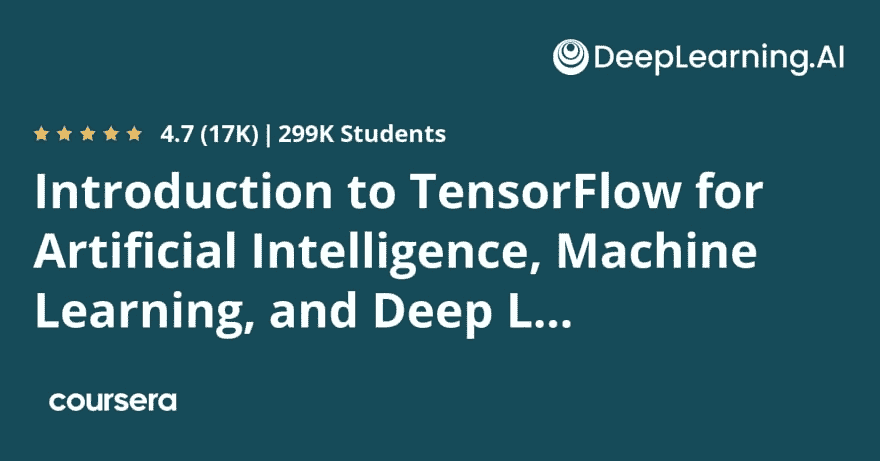 DeepLearning.AI
4.7 (17K) | 299K Students
Introduction to TensorFlow for
Artificial Intelligence, Machine
Learning, and Deep L...
coursera